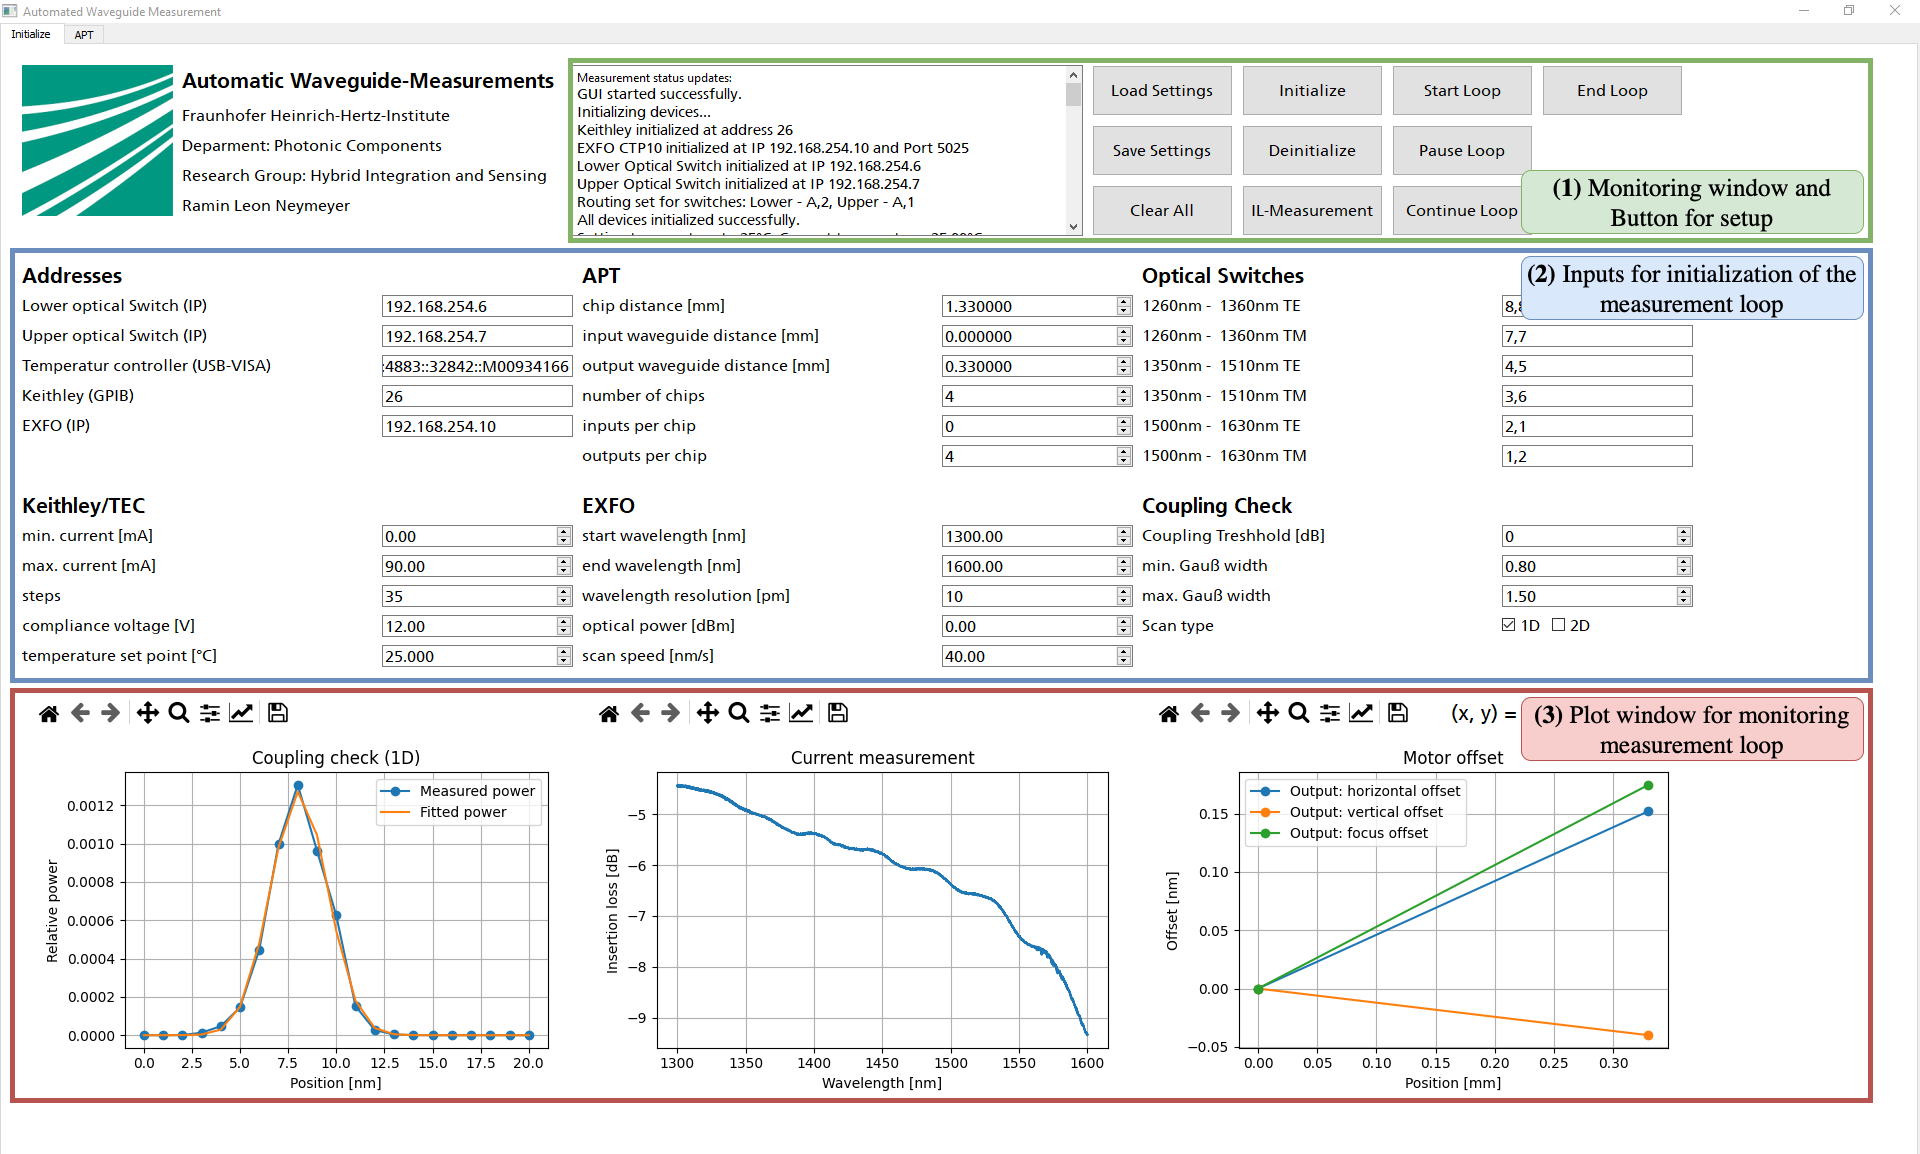 Automated Waveguide Measurement
Initialize
APT
Automatic Waveguide-Measurements
Fraunhofer Heinrich-Hertz-Institute
Deparment: Photonic Components
Research Group: Hybrid Integration and Sensing
Ramin Leon Neymeyer
Measurement status updates:
GUI started successfully.
Initializing devices...
Keithley initialized at address 26
EXFO CTP10 initialized at IP 192.168.254.10 and Port 5025
Lower Optical Switch initialized at IP 192.168.254.6
Upper Optical Switch initialized at IP 192.168.254.7
Routing set for switches: Lower - A,2, Upper - A,1
All devices initialized successfully.
Load Settings
Initialize
Start Loop
End Loop
Save Settings
Deinitialize
Pause Loop
Clear All
IL-Measurement
Continue Loop
(1) Monitoring window and
Button for setup
Addresses
Lower optical Switch (IP) 192.168.254.6
Upper optical Switch (IP) 192.168.254.7
Temperatur controller (USB-VISA) :4883::32842::M00934166
Keithley (GPIB) 26
EXFO (IP) 192.168.254.10
APT
chip distance [mm] 1.330000
input waveguide distance [mm] 0.000000
output waveguide distance [mm] 0.330000
number of chips 4
inputs per chip 0
outputs per chip 4
Optical Switches
1260nm - 1360nm TE
1260nm - 1360nm TM 7,7
1350nm - 1510nm TE 4,5
1350nm - 1510nm TM 3,6
1500nm - 1630nm TE 2,1
1500nm - 1630nm TM 1,2
(2) Inputs for initialization of the
measurement loop
Keithley/TEC
min. current [mA] 0.00
max. current [mA] 90.00
steps 35
compliance voltage [V] 12.00
temperature set point [°C] 25.000
EXFO
start wavelength [nm] 1300.00
end wavelength [nm] 1600.00
wavelength resolution [pm] 10
optical power [dBm] 0.00
scan speed [nm/s] 40.00
Coupling Check
Coupling Treshhold [dB] 0
min. Gauß width 0.80
max. Gauß width 1.50
Scan type 1D 2D
(x, y) =
(3) Plot window for monitoring
measurement loop
Coupling check (1D)
Measured power
Fitted power
Relative power
0.0012
0.0010
0.0008
0.0006
0.0004
0.0002
0.0000
0.0 2.5 5.0 7.5 10.0 12.5 15.0 17.5 20.0
Position [nm]
Current measurement
Insertion loss [dB]
−5
−6
−7
−8
−9
1300 1350 1400 1450 1500 1550 1600
Wavelength [nm]
Motor offset
Output: horizontal offset
Output: vertical offset
Output: focus offset
Offset [nm]
0.15
0.10
0.05
0.00
−0.05
0.00 0.05 0.10 0.15 0.20 0.25 0.30
Position [mm]